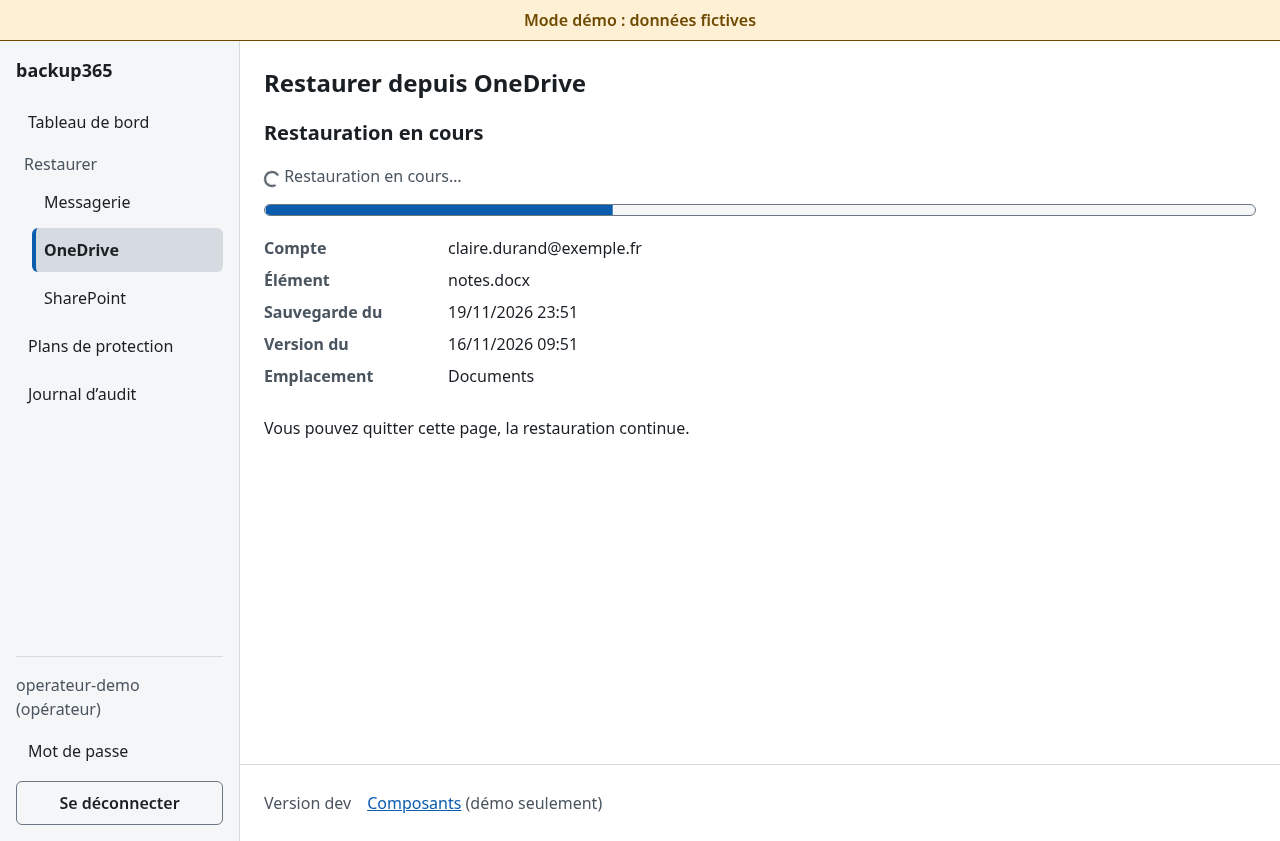 Mode démo : données fictives
backup365
Tableau de bord
Restaurer
Messagerie
OneDrive
SharePoint
Plans de protection
Journal d’audit
operateur-demo
(opérateur)
Mot de passe
Se déconnecter
Restaurer depuis OneDrive
Restauration en cours
Restauration en cours...
Compte claire.durand@exemple.fr
Élément notes.docx
Sauvegarde du 19/11/2026 23:51
Version du 16/11/2026 09:51
Emplacement Documents
Vous pouvez quitter cette page, la restauration continue.
Version dev Composants (démo seulement)